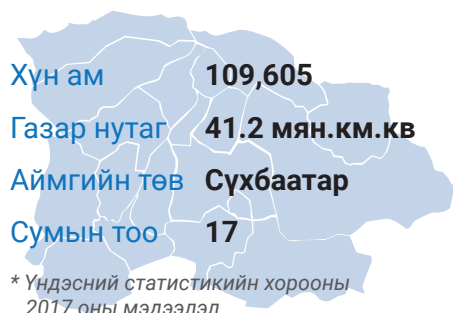 Хүн ам 109,605
Газар нутаг 41.2 мян.км.кв
Аймгийн төв Сүхбаатар
Сумын тоо 17
* Үндэсний статистикийн хорооны
2017 оны мэдээлэл